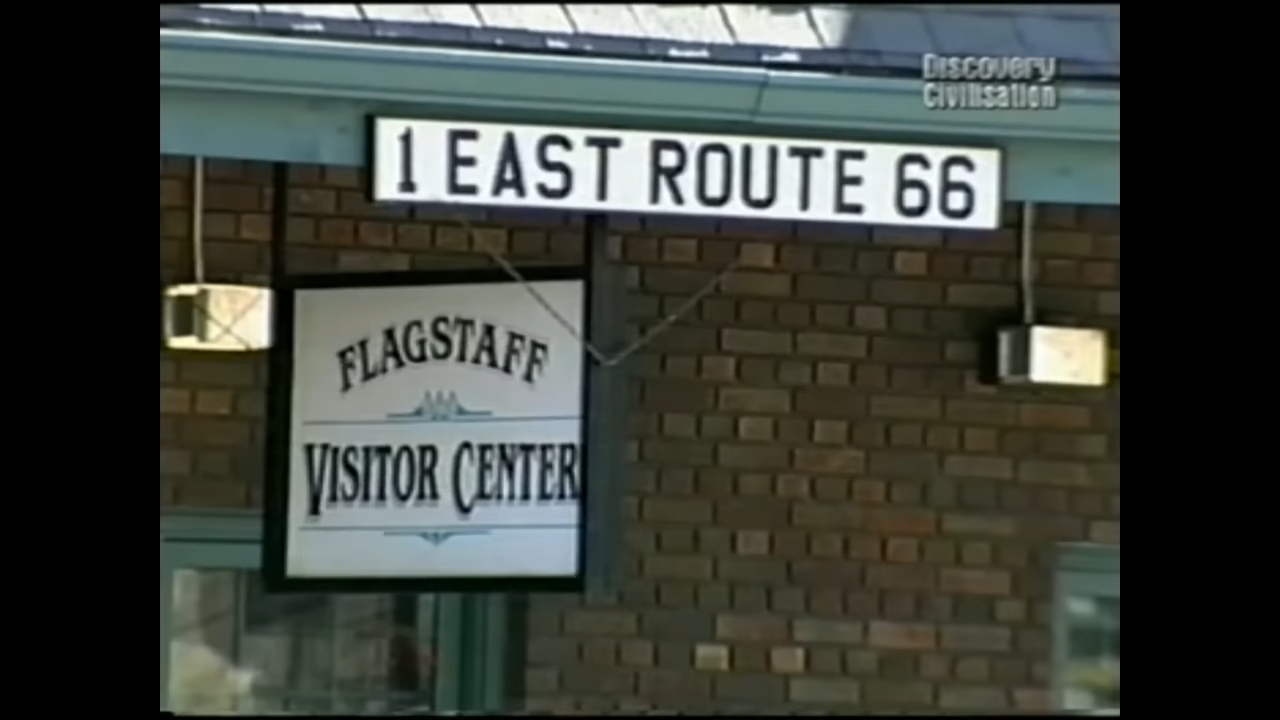 Discovery
Civilisation
1 EAST ROUTE 66
FLAGSTAFF
VISITOR CENTER